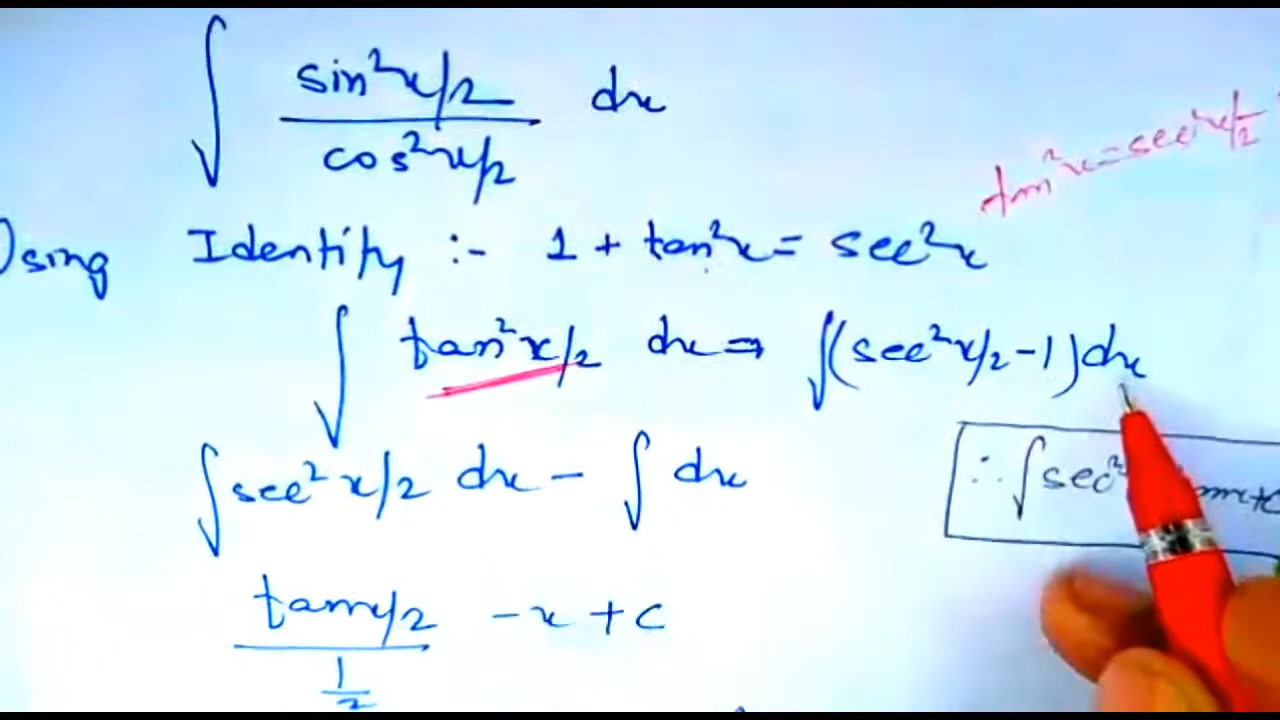 ∫ sin²x/2 / cos²x/2 dx
tan²x = sec²x/2
Using Identity :- 1 + tan²x = sec²x
∫ tan²x/2 dx ⇒ ∫(sec²x/2 -1)dx
∫ sec²x/2 dx - ∫ dx
∴ ∫ sec²
tan x/2 / 1/2 - x + c